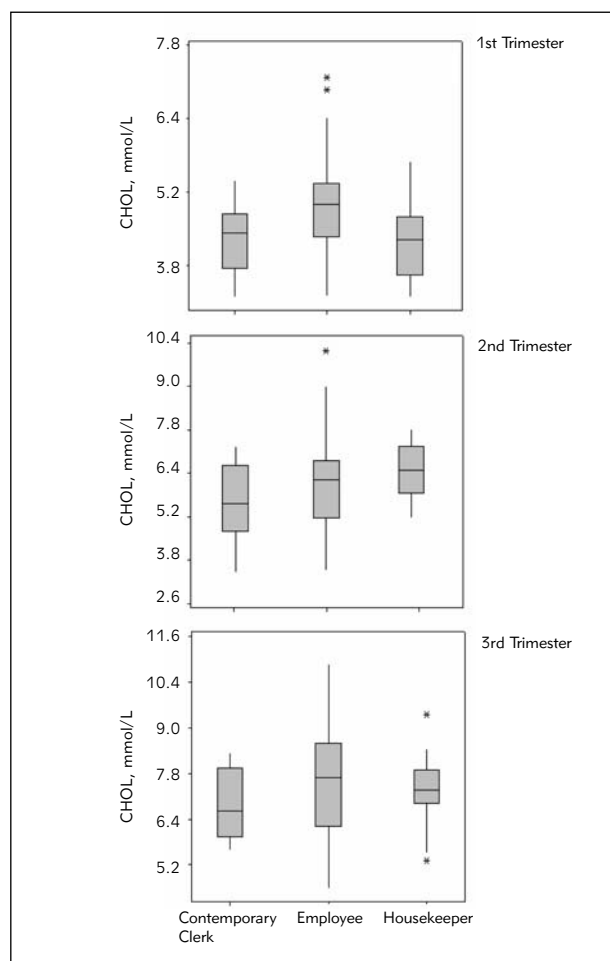 7.8
1st Trimester
6.4
5.2
3.8
CHOL, mmol/L
10.4
2nd Trimester
9.0
7.8
6.4
5.2
3.8
2.6
CHOL, mmol/L
11.6
3rd Trimester
10.4
9.0
7.8
6.4
5.2
CHOL, mmol/L
Contemporary Employee Housekeeper
Clerk